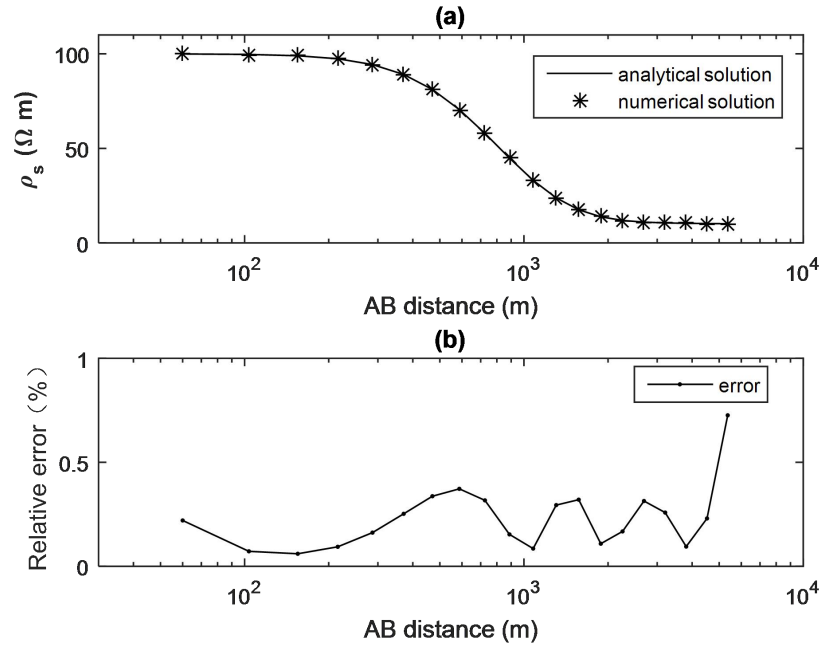 (a)
100
50
0
ρs (Ω m)
analytical solution
numerical solution
10² 10³ 10⁴
AB distance (m)
(b)
1
0.5
0
Relative error（%）
error
10² 10³ 10⁴
AB distance (m)